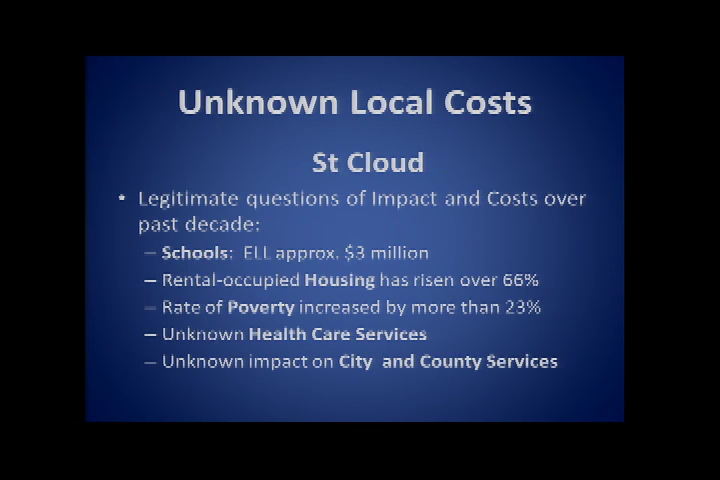 Unknown Local Costs
St Cloud
• Legitimate questions of Impact and Costs over
past decade:
– Schools: ELL approx. $3 million
– Rental-occupied Housing has risen over 66%
– Rate of Poverty increased by more than 23%
– Unknown Health Care Services
– Unknown impact on City and County Services